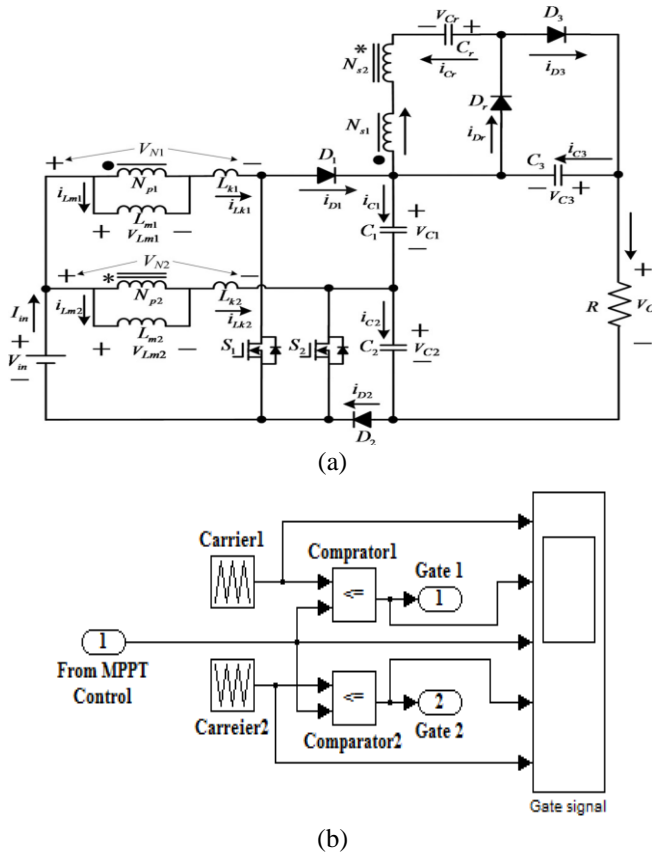 V_Cr
D_3
*
N_s2
i_Cr
C_r
i_D3
D_r
N_s1
i_Dr
C_3
i_C3
V_N1
D_1
i_Lm1
N_p1
L_k1
i_D1
i_C1
V_C3
L_m1
i_Lk1
V_Lm1
C_1
V_C1
V_N2
* N_p2
L_k2
I_in
i_Lm2
L_m2
i_Lk2
i_C2
R
V_O
V_in
V_Lm2
S_1
S_2
C_2
V_C2
i_D2
D_2
(a)
Carrier1
Comprator1
Gate 1
<=
1
1
From MPPT
Control
<=
2
Carreier2
Comparator2
Gate 2
Gate signal
(b)